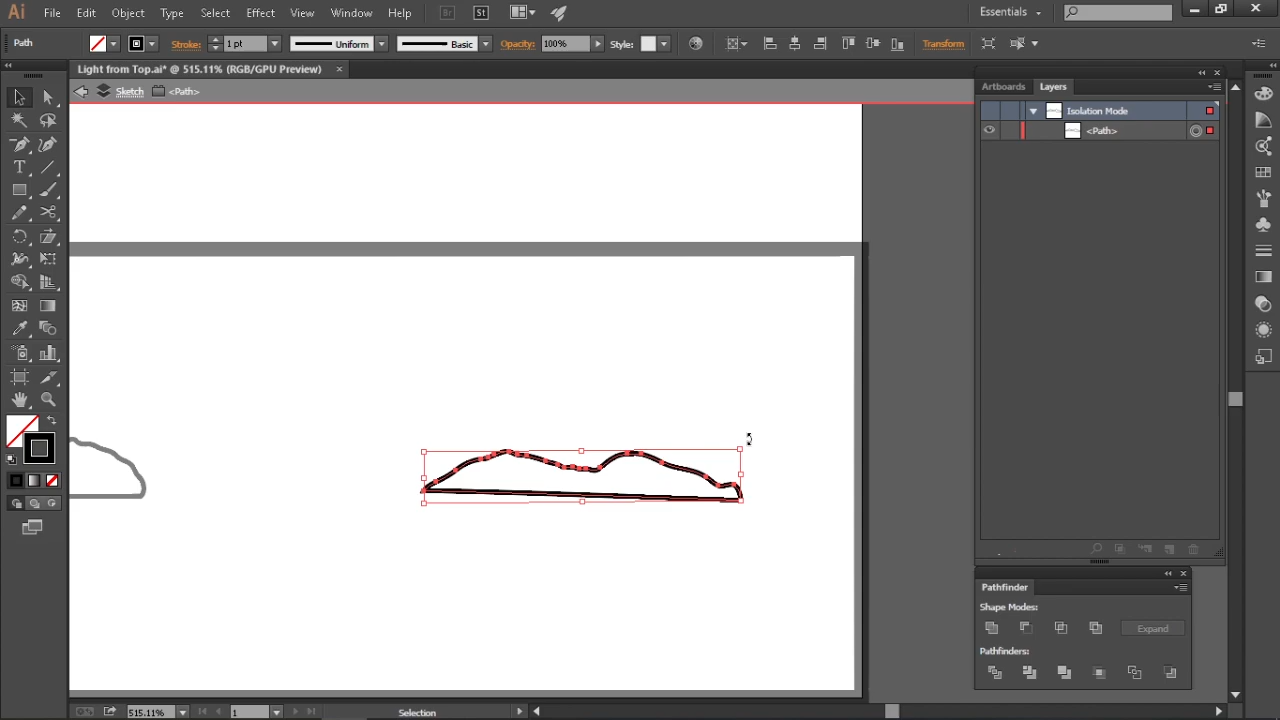 Ai File Edit Object Type Select Effect View Window Help Br St Essentials
Path Stroke: 1 pt Uniform Basic Opacity: 100% Style: Transform
Light from Top.ai* @ 515.11% (RGB/GPU Preview) ×
Sketch <Path>
Artboards Layers
Isolation Mode
<Path>
Pathfinder
Shape Modes:
Expand
Pathfinders:
515.11% 1 Selection